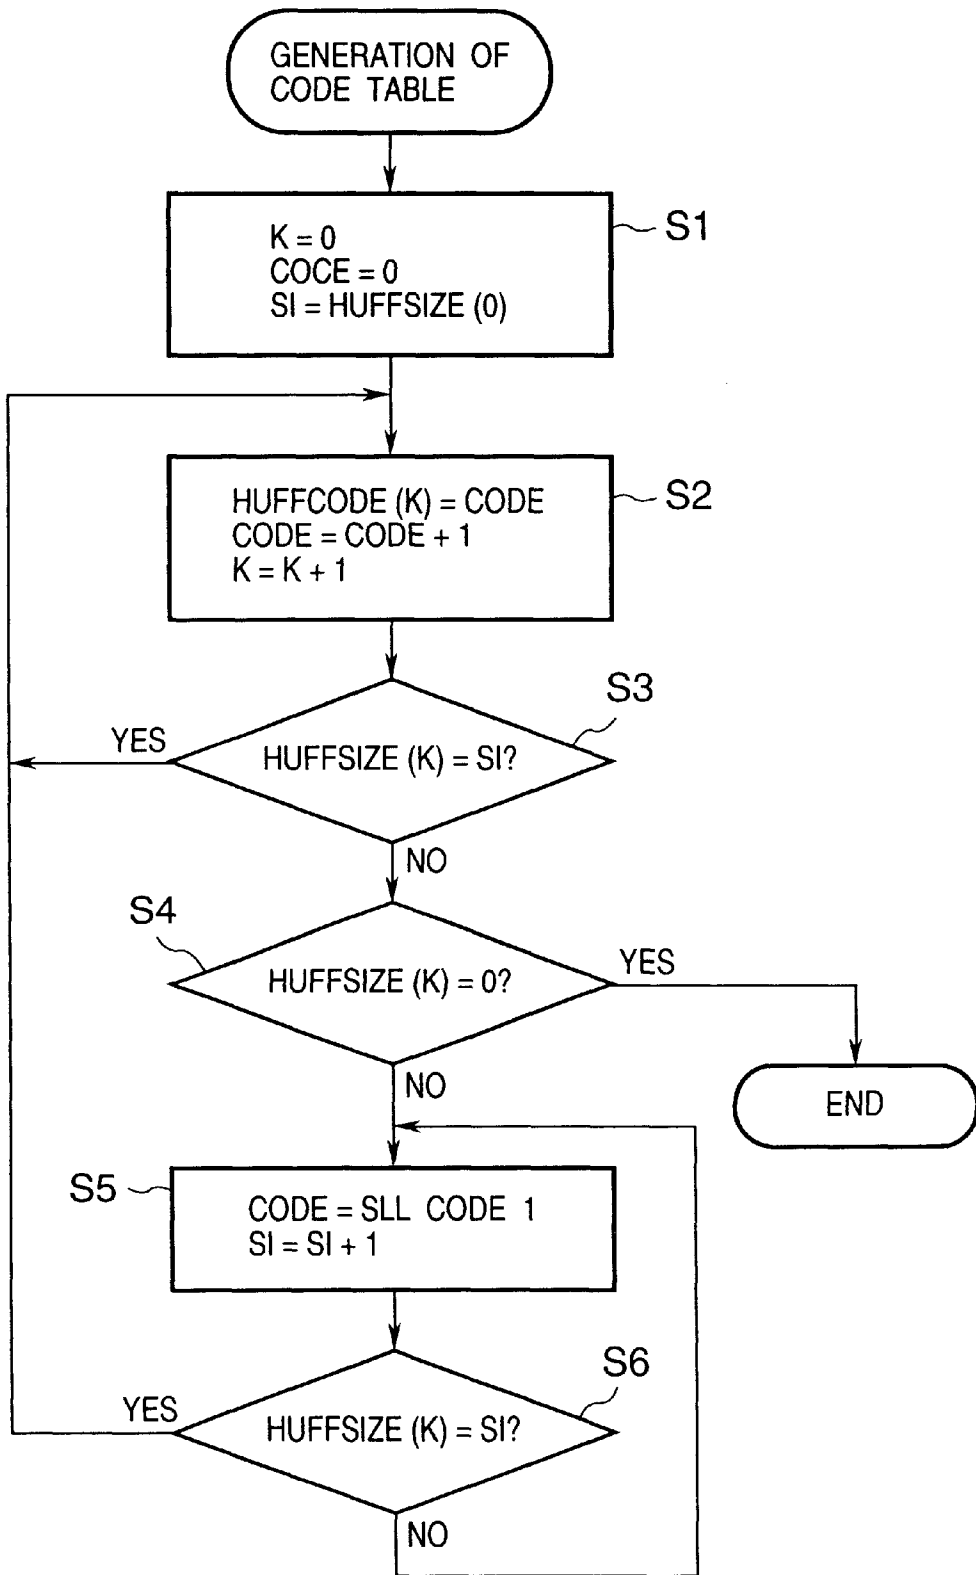 GENERATION OF
CODE TABLE
K = 0
COCE = 0
SI = HUFFSIZE (0)
S1
HUFFCODE (K) = CODE
CODE = CODE + 1
K = K + 1
S2
S3
YES
HUFFSIZE (K) = SI?
NO
S4
HUFFSIZE (K) = 0?
YES
NO
END
S5
CODE = SLL CODE 1
SI = SI + 1
S6
YES
HUFFSIZE (K) = SI?
NO